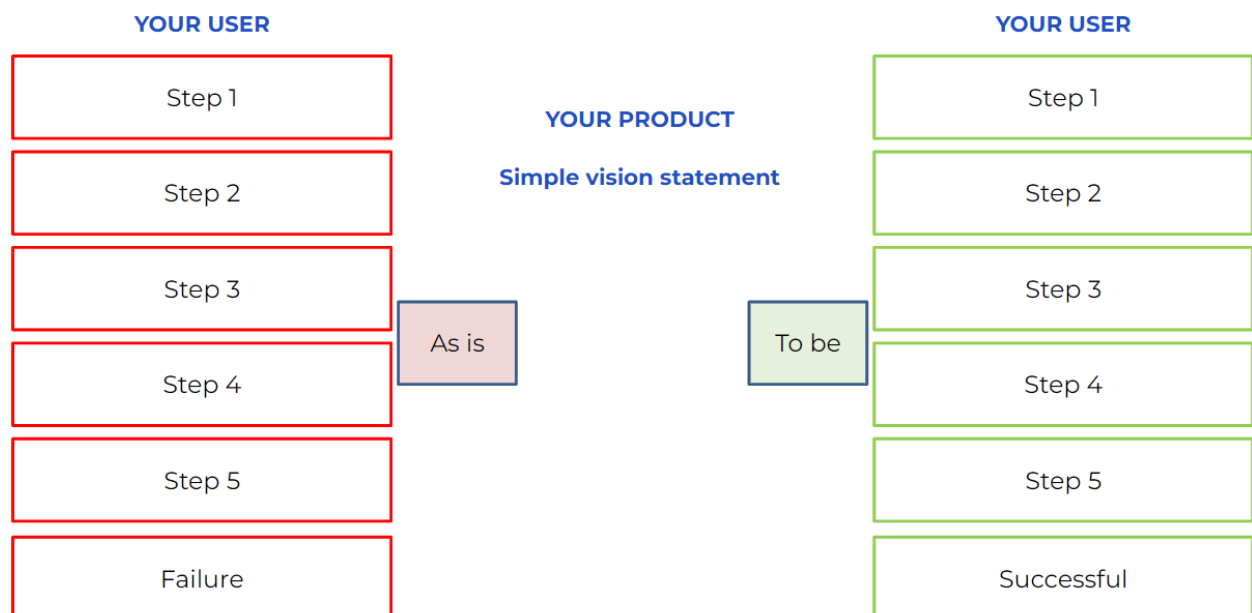 YOUR USER
Step 1
Step 2
Step 3
Step 4
Step 5
Failure
As is
YOUR PRODUCT
Simple vision statement
To be
YOUR USER
Step 1
Step 2
Step 3
Step 4
Step 5
Successful